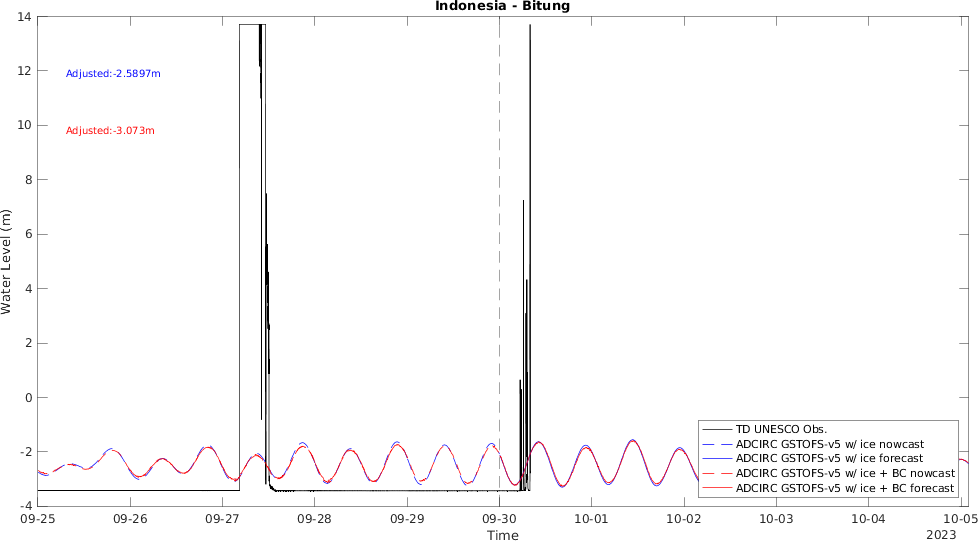 Indonesia - Bitung
14
12
10
8
6
4
2
0
-2
-4
Water Level (m)
Adjusted:-2.5897m
Adjusted:-3.073m
TD UNESCO Obs.
ADCIRC GSTOFS-v5 w/ ice nowcast
ADCIRC GSTOFS-v5 w/ ice forecast
ADCIRC GSTOFS-v5 w/ ice + BC nowcast
ADCIRC GSTOFS-v5 w/ ice + BC forecast
09-25 09-26 09-27 09-28 09-29 09-30 10-01 10-02 10-03 10-04 10-05
Time
2023